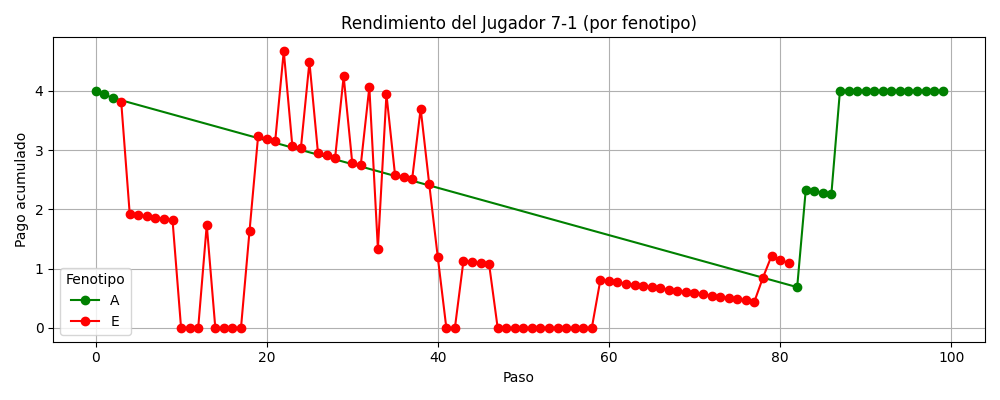 Rendimiento del Jugador 7-1 (por fenotipo)
Pago acumulado
4
3
2
1
0
Fenotipo
A
E
0 20 40 60 80 100
Paso